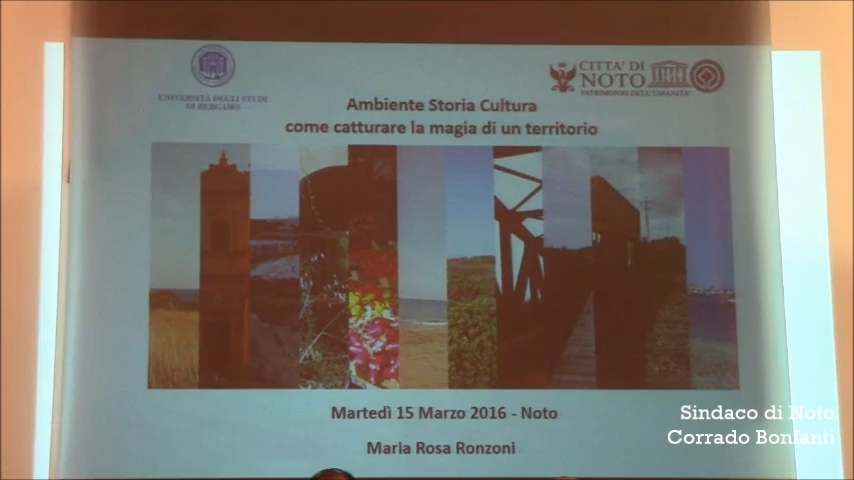 UNIVERSITÀ DEGLI STUDI
DI BERGAMO
CITTA' DI
NOTO
PATRIMONIO DELL'UMANITA'
Ambiente Storia Cultura
come catturare la magia di un territorio
Martedì 15 Marzo 2016 - Noto
Maria Rosa Ronzoni
Sindaco di Noto
Corrado Bonfanti